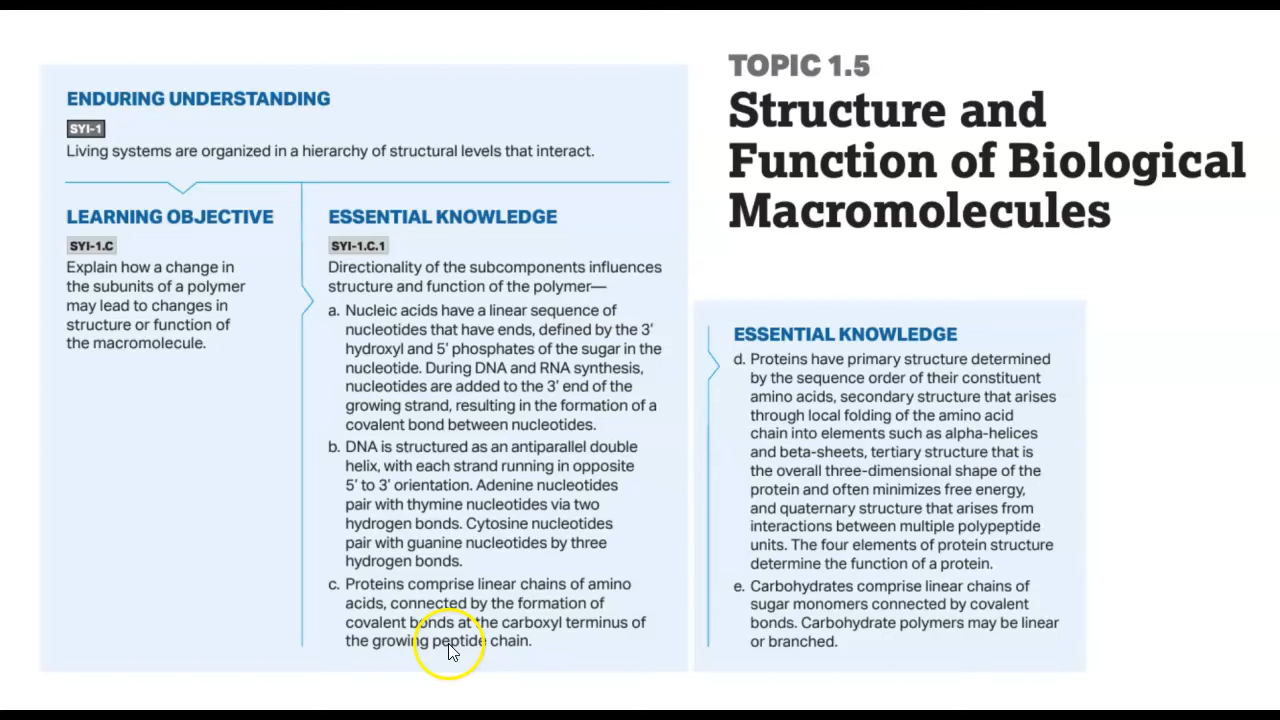 TOPIC 1.5
Structure and
Function of Biological
Macromolecules
ENDURING UNDERSTANDING
SYI-1
Living systems are organized in a hierarchy of structural levels that interact.
LEARNING OBJECTIVE
SYI-1.C
Explain how a change in
the subunits of a polymer
may lead to changes in
structure or function of
the macromolecule.
ESSENTIAL KNOWLEDGE
SYI-1.C.1
Directionality of the subcomponents influences
structure and function of the polymer—
a. Nucleic acids have a linear sequence of
nucleotides that have ends, defined by the 3’
hydroxyl and 5’ phosphates of the sugar in the
nucleotide. During DNA and RNA synthesis,
nucleotides are added to the 3’ end of the
growing strand, resulting in the formation of a
covalent bond between nucleotides.
b. DNA is structured as an antiparallel double
helix, with each strand running in opposite
5’ to 3’ orientation. Adenine nucleotides
pair with thymine nucleotides via two
hydrogen bonds. Cytosine nucleotides
pair with guanine nucleotides by three
hydrogen bonds.
c. Proteins comprise linear chains of amino
acids, connected by the formation of
covalent bonds at the carboxyl terminus of
the growing peptide chain.
ESSENTIAL KNOWLEDGE
d. Proteins have primary structure determined
by the sequence order of their constituent
amino acids, secondary structure that arises
through local folding of the amino acid
chain into elements such as alpha-helices
and beta-sheets, tertiary structure that is
the overall three-dimensional shape of the
protein and often minimizes free energy,
and quaternary structure that arises from
interactions between multiple polypeptide
units. The four elements of protein structure
determine the function of a protein.
e. Carbohydrates comprise linear chains of
sugar monomers connected by covalent
bonds. Carbohydrate polymers may be linear
or branched.